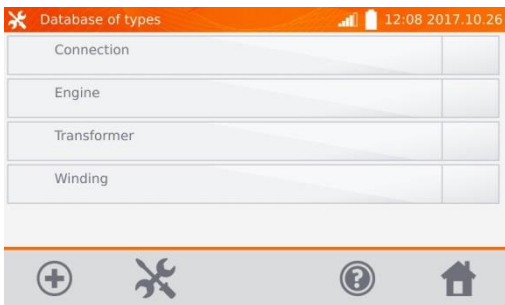 Database of types 12:08 2017.10.26
Connection
Engine
Transformer
Winding